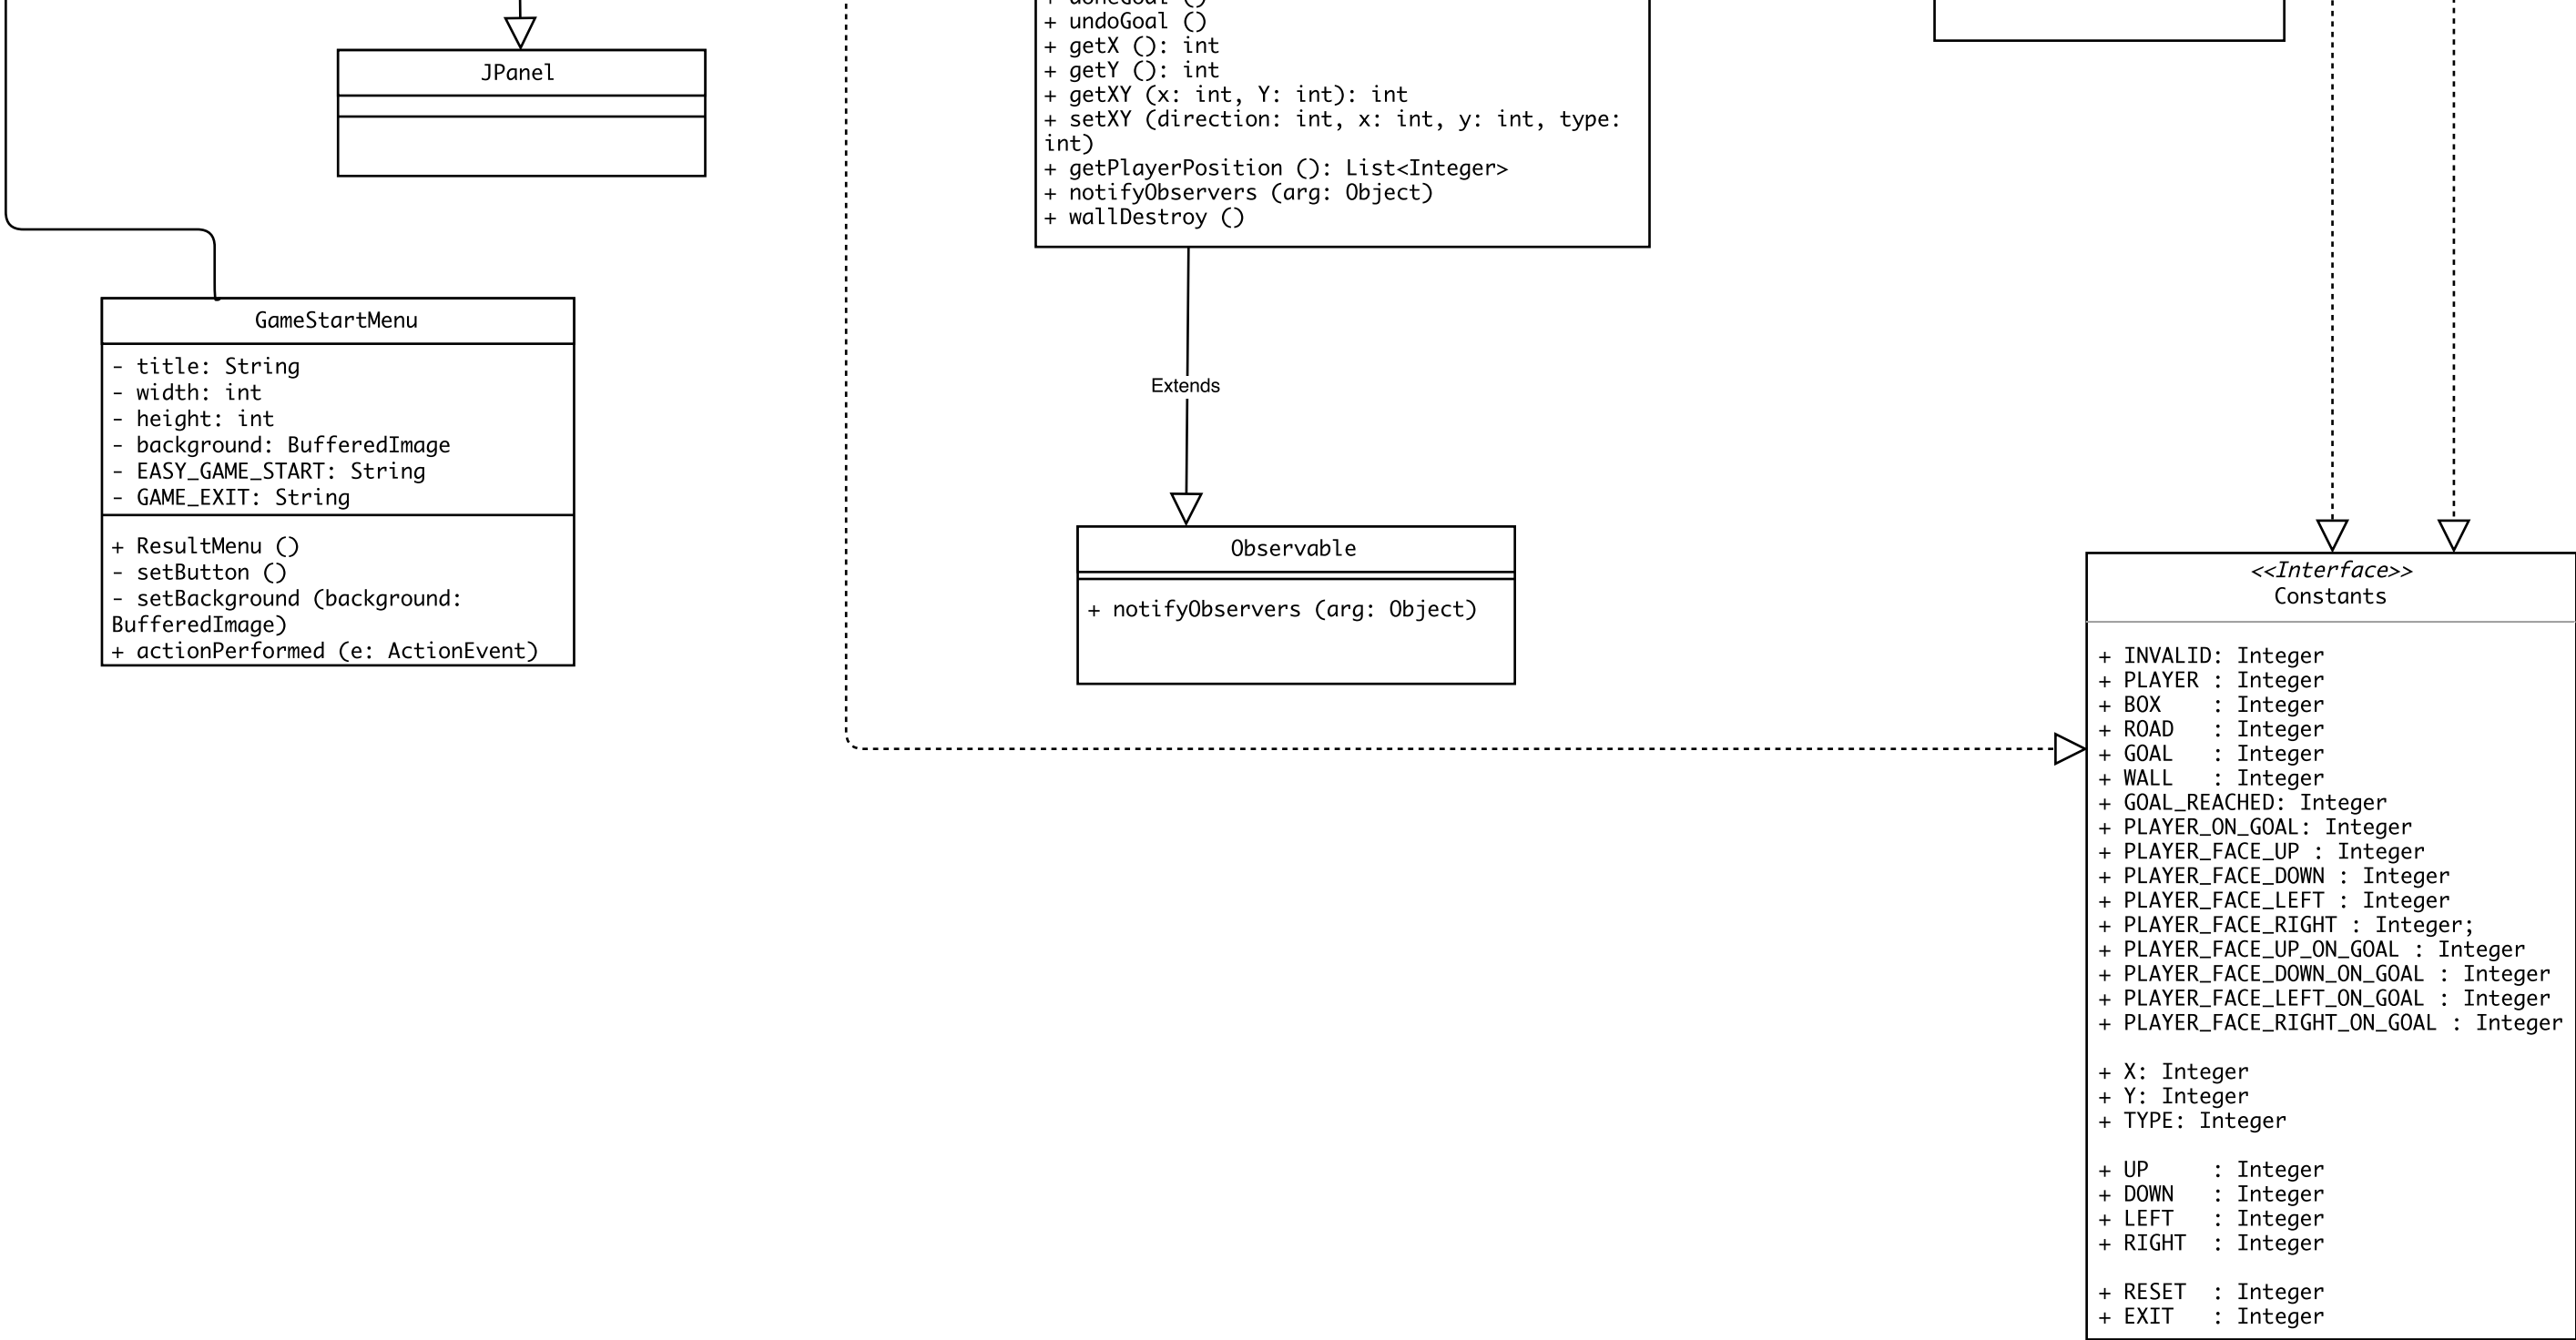 JPanel
GameStartMenu
- title: String
- width: int
- height: int
- background: BufferedImage
- EASY_GAME_START: String
- GAME_EXIT: String
+ ResultMenu ()
- setButton ()
- setBackground (background:
BufferedImage)
+ actionPerformed (e: ActionEvent)
+ undoGoal ()
+ getX (): int
+ getY (): int
+ getXY (x: int, Y: int): int
+ setXY (direction: int, x: int, y: int, type:
int)
+ getPlayerPosition (): List<Integer>
+ notifyObservers (arg: Object)
+ wallDestroy ()
Extends
Observable
+ notifyObservers (arg: Object)
<<Interface>>
Constants
+ INVALID: Integer
+ PLAYER : Integer
+ BOX    : Integer
+ ROAD   : Integer
+ GOAL   : Integer
+ WALL   : Integer
+ GOAL_REACHED: Integer
+ PLAYER_ON_GOAL: Integer
+ PLAYER_FACE_UP : Integer
+ PLAYER_FACE_DOWN : Integer
+ PLAYER_FACE_LEFT : Integer
+ PLAYER_FACE_RIGHT : Integer;
+ PLAYER_FACE_UP_ON_GOAL : Integer
+ PLAYER_FACE_DOWN_ON_GOAL : Integer
+ PLAYER_FACE_LEFT_ON_GOAL : Integer
+ PLAYER_FACE_RIGHT_ON_GOAL : Integer
+ X: Integer
+ Y: Integer
+ TYPE: Integer
+ UP     : Integer
+ DOWN   : Integer
+ LEFT   : Integer
+ RIGHT  : Integer
+ RESET  : Integer
+ EXIT   : Integer